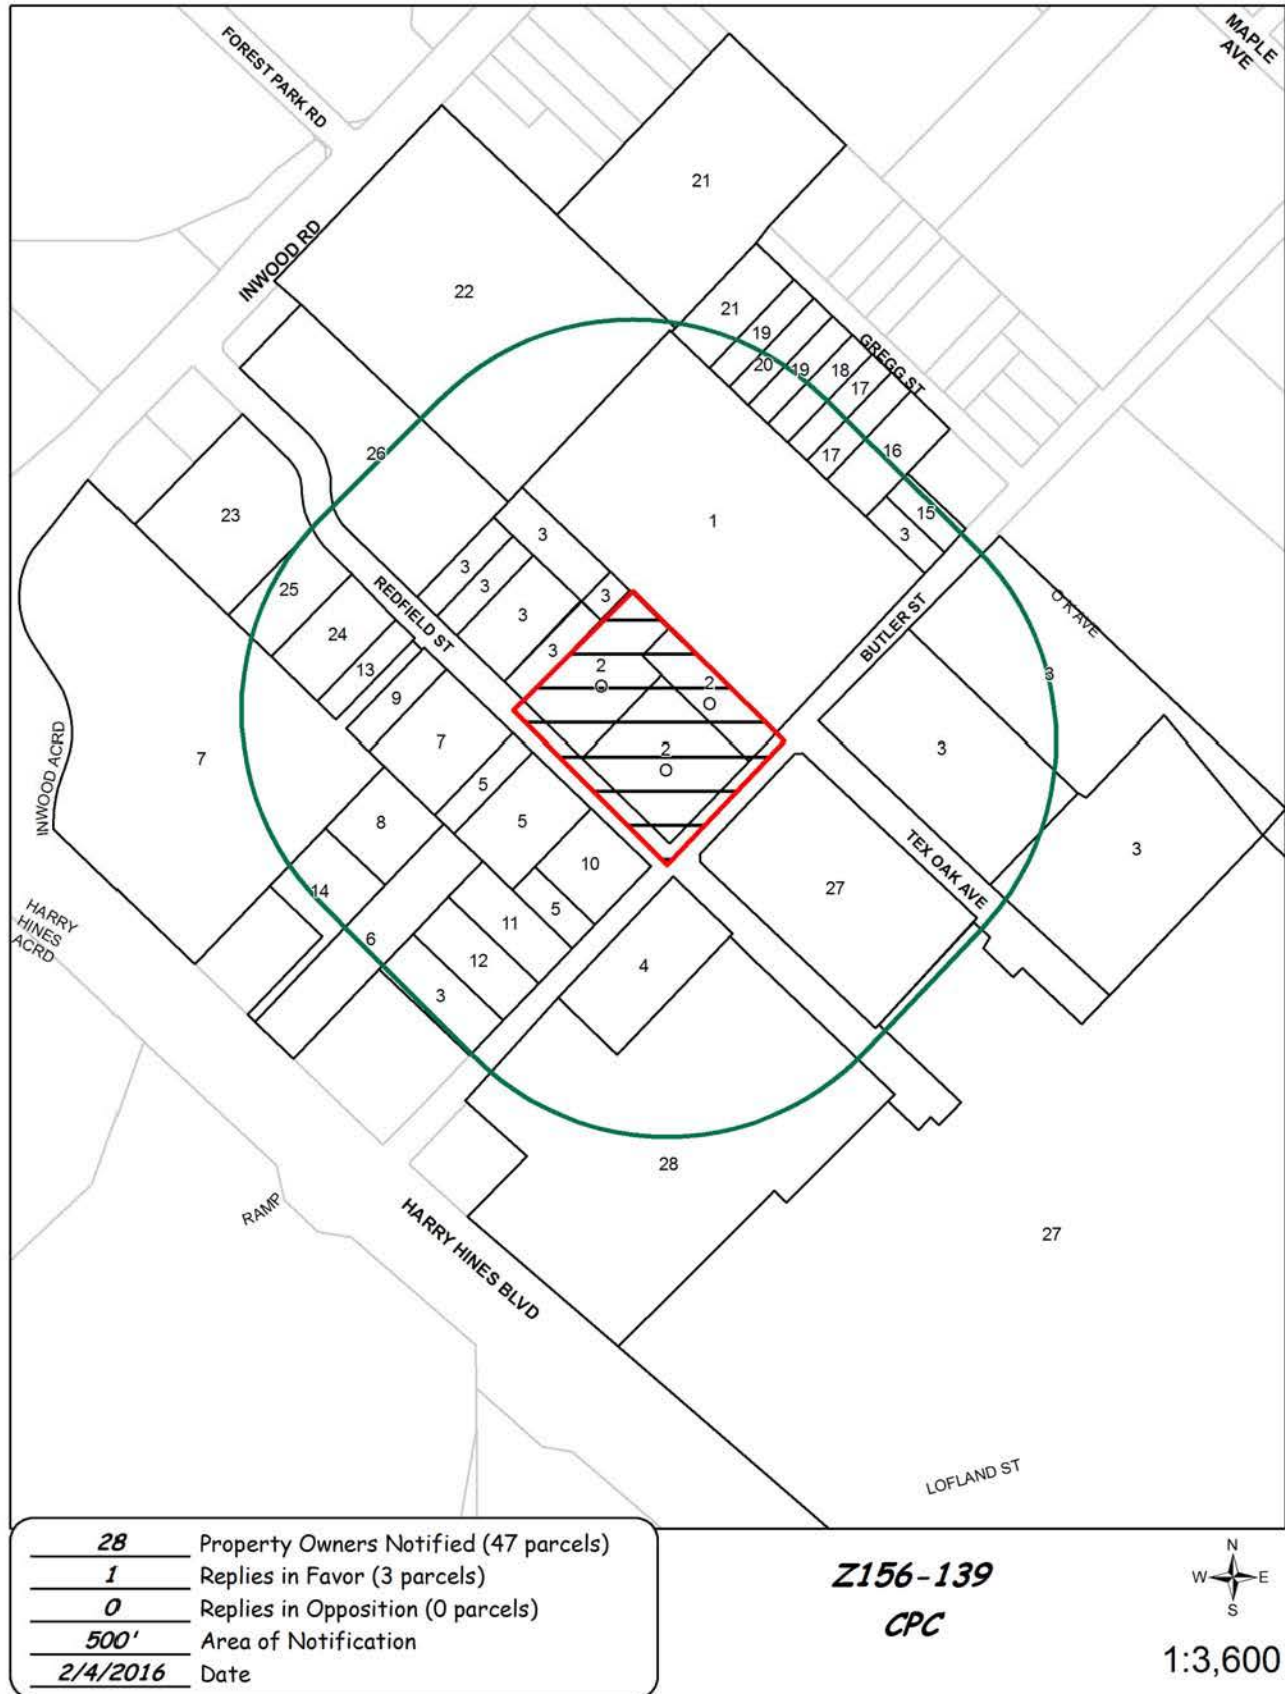 MAPLE
AVE
FOREST PARK RD
21
INWOOD RD
22
21
19
20
19
18
17
GREGG ST
17
16
15
3
26
1
23
3
3
3
3
3
3
25
24
13
9
REDFIELD ST
2
2
2
BUTLER ST
O K AVE
3
3
3
7
7
INWOOD ACRD
5
5
8
10
5
11
12
3
14
6
TEX OAK AVE
27
4
HARRY
HINES
ACRD
28
RAMP
HARRY HINES BLVD
27
LOFLAND ST
28 Property Owners Notified (47 parcels)
1 Replies in Favor (3 parcels)
0 Replies in Opposition (0 parcels)
500' Area of Notification
2/4/2016 Date
Z156-139
CPC
N
W E
S
1:3,600